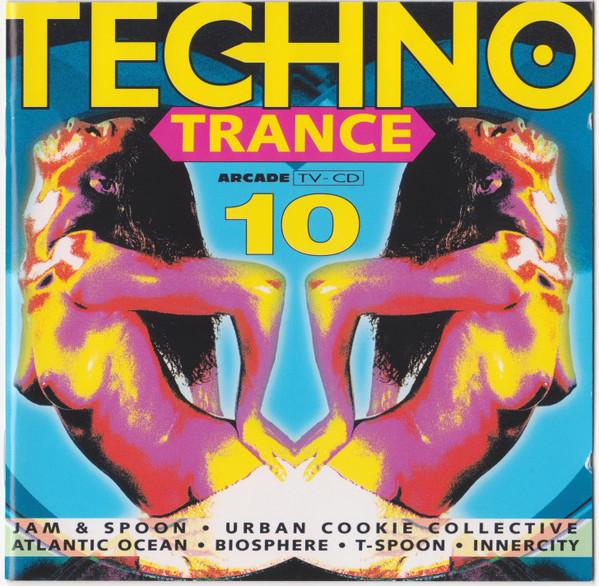 TECHNO
TRANCE
ARCADE TV-CD
10
JAM & SPOON • URBAN COOKIE COLLECTIVE
ATLANTIC OCEAN • BIOSPHERE • T-SPOON • INNERCITY